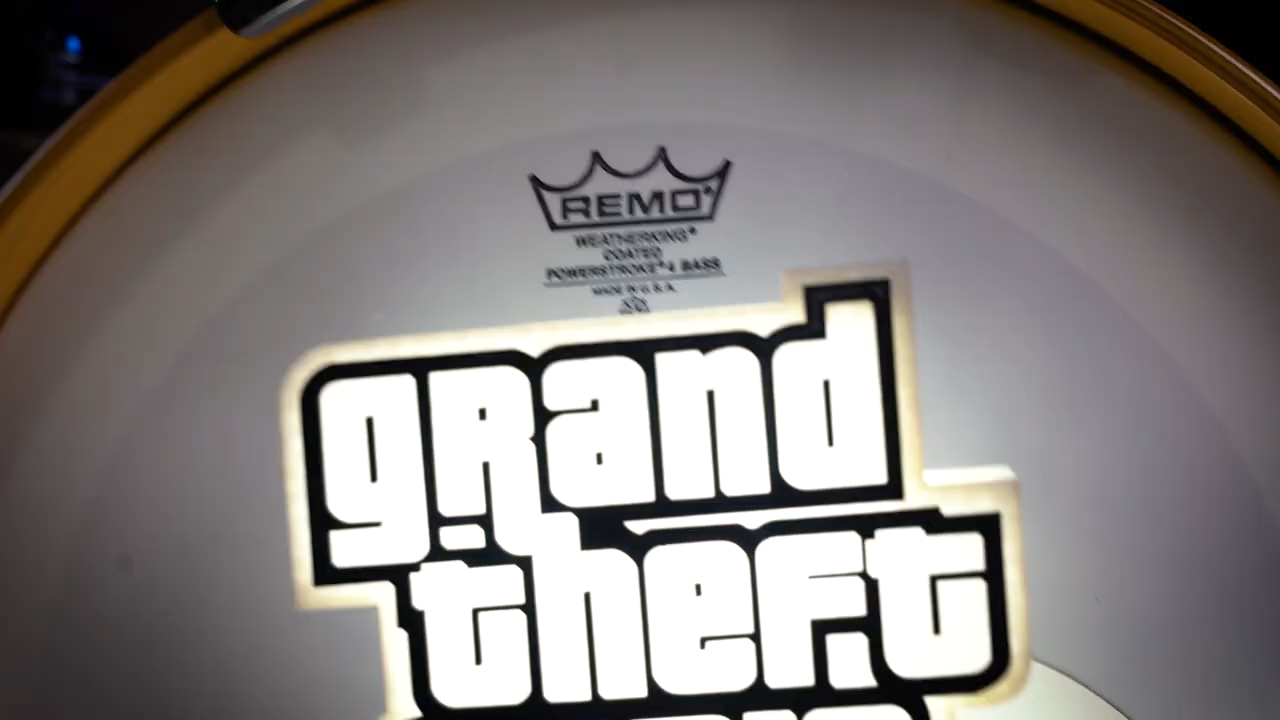 REMO
WEATHERKING®
COATED
POWERSTROKE® 4 BASS
MADE IN U.S.A.
grand
theft